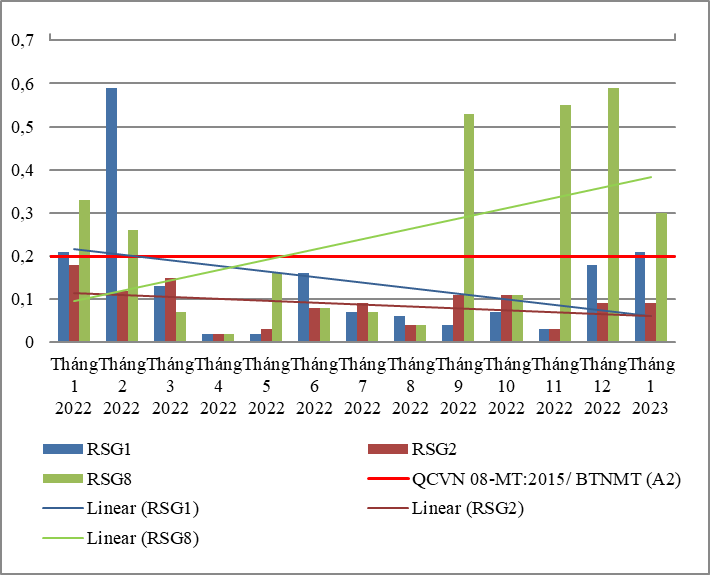 0,7
0,6
0,5
0,4
0,3
0,2
0,1
0
Tháng Tháng Tháng Tháng Tháng Tháng Tháng Tháng Tháng Tháng Tháng Tháng Tháng
1 2 3 4 5 6 7 8 9 10 11 12 1
2022 2022 2022 2022 2022 2022 2022 2022 2022 2022 2022 2022 2023
RSG1 RSG2
RSG8 QCVN 08-MT:2015/ BTNMT (A2)
Linear (RSG1) Linear (RSG2)
Linear (RSG8)